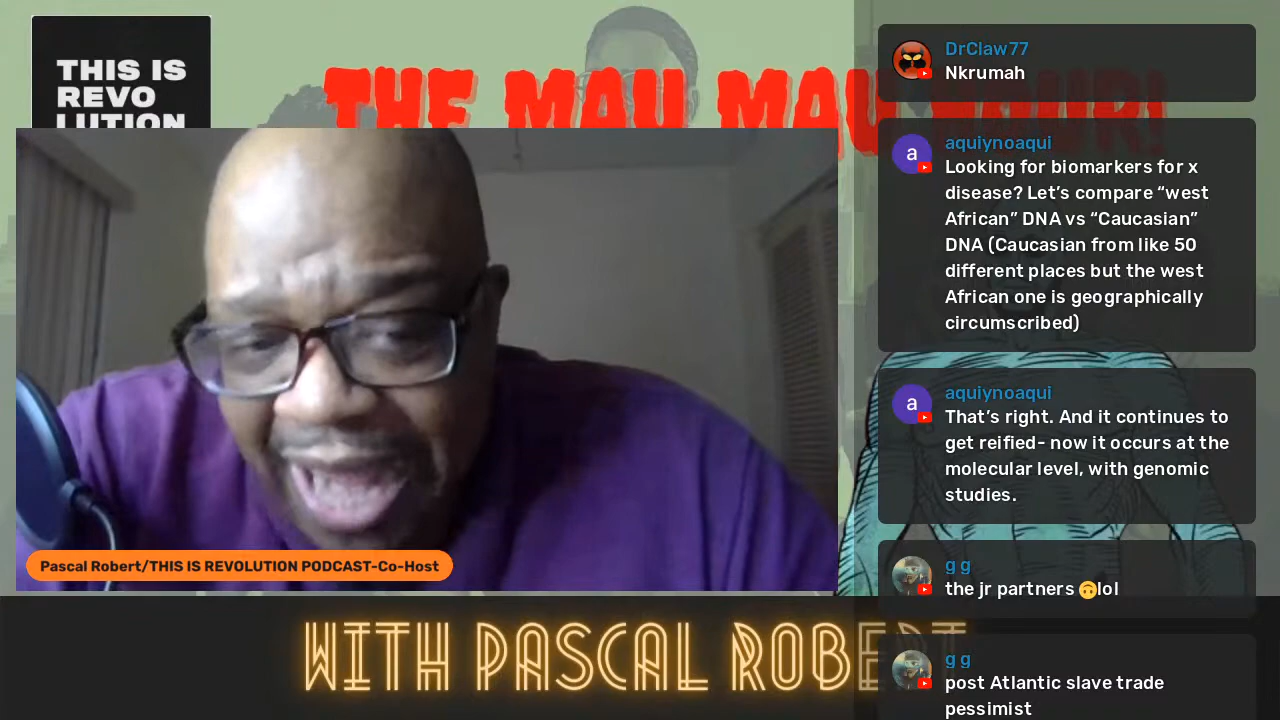 THIS IS
REVO
LUTION
THE MAU MAU HOUR!
Pascal Robert/THIS IS REVOLUTION PODCAST-Co-Host
WITH PASCAL ROBERT
DrClaw77
Nkrumah
a
aquiynoaqui
Looking for biomarkers for x
disease? Let’s compare “west
African” DNA vs “Caucasian”
DNA (Caucasian from like 50
different places but the west
African one is geographically
circumscribed)
a
aquiynoaqui
That’s right. And it continues to
get reified- now it occurs at the
molecular level, with genomic
studies.
g g
the jr partners 🙃lol
g g
post Atlantic slave trade
pessimist